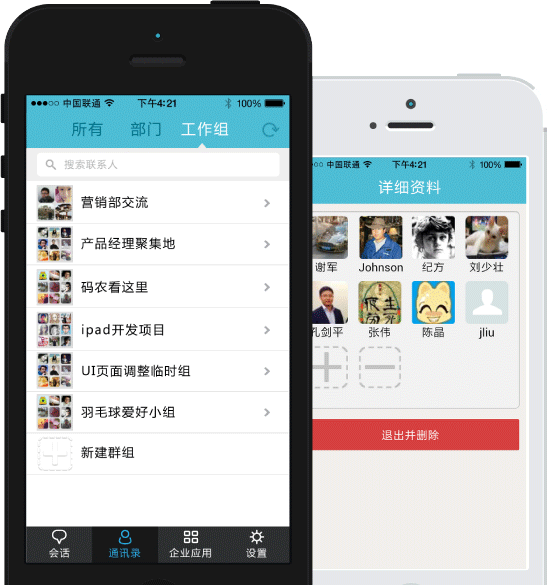 中国联通 下午4:21 100%
所有 部门 工作组
搜索联系人
营销部交流
产品经理聚集地
码农看这里
ipad开发项目
UI页面调整临时组
羽毛球爱好小组
新建群组
会话 通讯录 企业应用 设置
中国联通 下午4:21 100%
详细资料
谢军 Johnson 纪方 刘少壮
孔剑平 张伟 陈晶 jliu
退出并删除